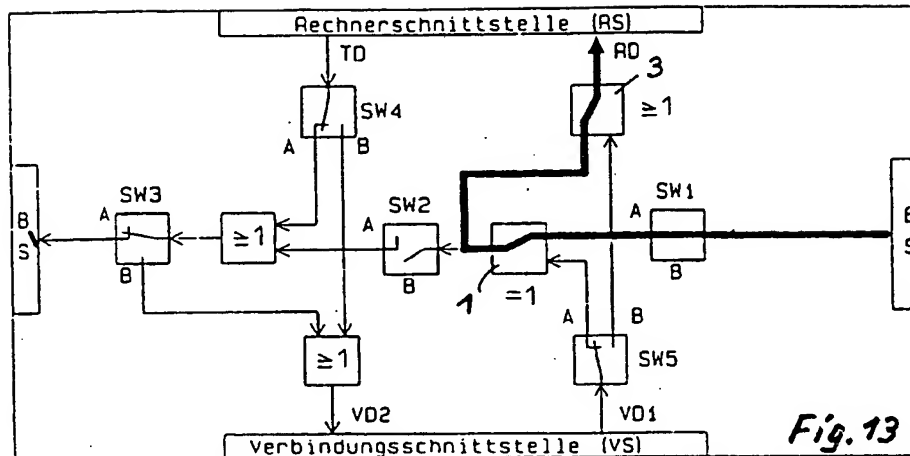 Rechnerschnittstelle (RS)
TD
RD
3
SW4
≥1
A
B
SW3
SW2
SW1
B
S
A
≥1
A
A
B
S
B
B
1
=1
B
A
B
≥1
SW5
VD2
VD1
Verbindungsschnittstelle (VS)
Fig. 13